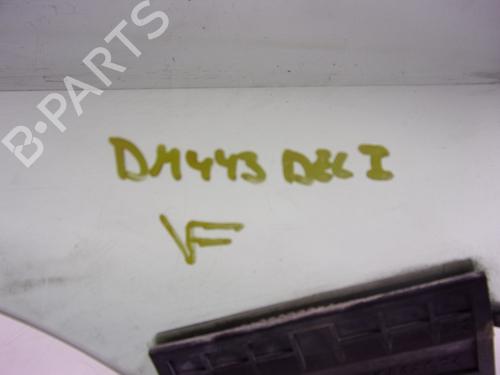 B-PARTS
DM443 DEC I
VF